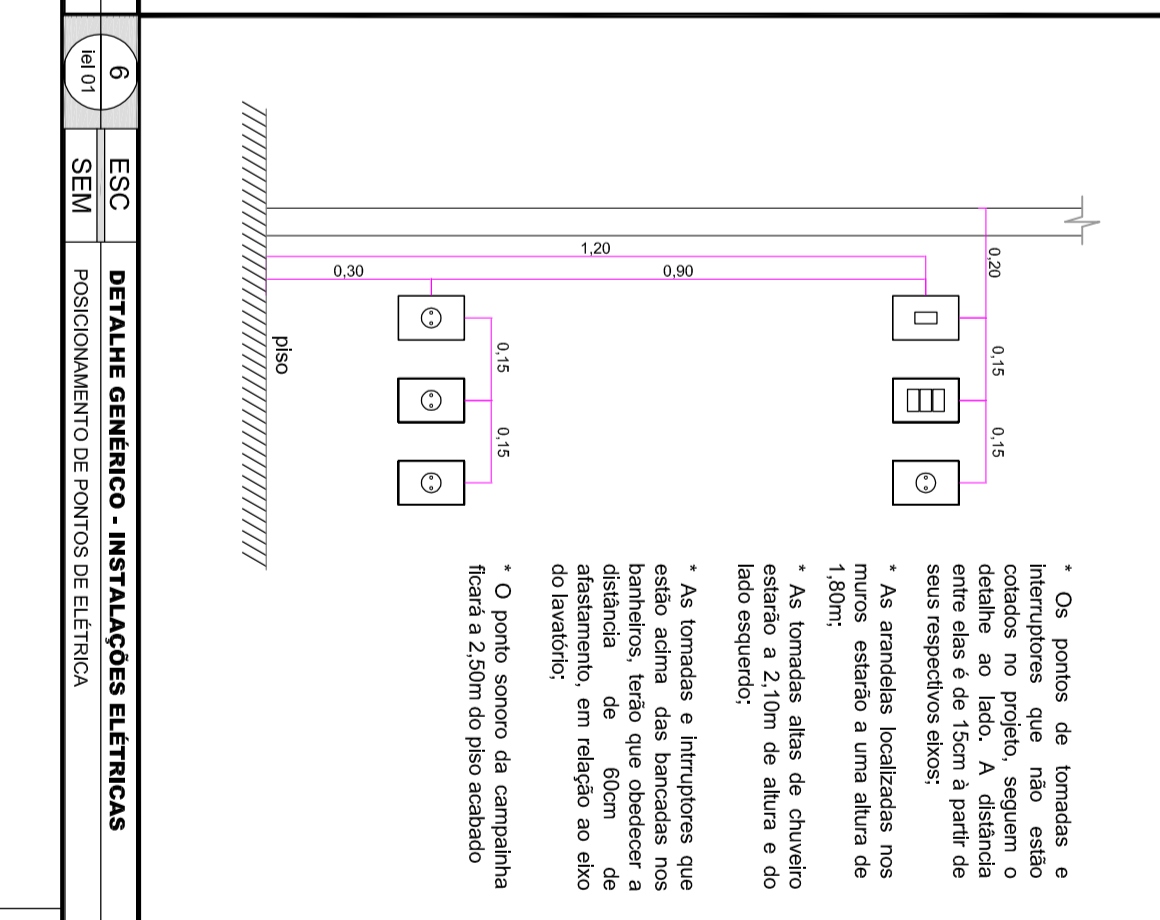 0,20
0,15
0,15
1,20
0,90
0,30
0,15
0,15
piso
* Os pontos de tomadas e
interruptores que não estão
cotados no projeto, seguem o
detalhe ao lado. A distância
entre elas é de 15cm à partir de
seus respectivos eixos;
* As arandelas localizadas nos
muros estarão a uma altura de
1,80m;
* As tomadas altas de chuveiro
estarão a 2,10m de altura e do
lado esquerdo;
* As tomadas e intrruptores que
estão acima das bancadas nos
banheiros, terão que obedecer a
distância de 60cm de
afastamento, em relação ao eixo
do lavatório;
* O ponto sonoro da campainha
ficará a 2,50m do piso acabado
6
iel 01
ESC
SEM
DETALHE GENÉRICO - INSTALAÇÕES ELÉTRICAS
POSICIONAMENTO DE PONTOS DE ELÉTRICA